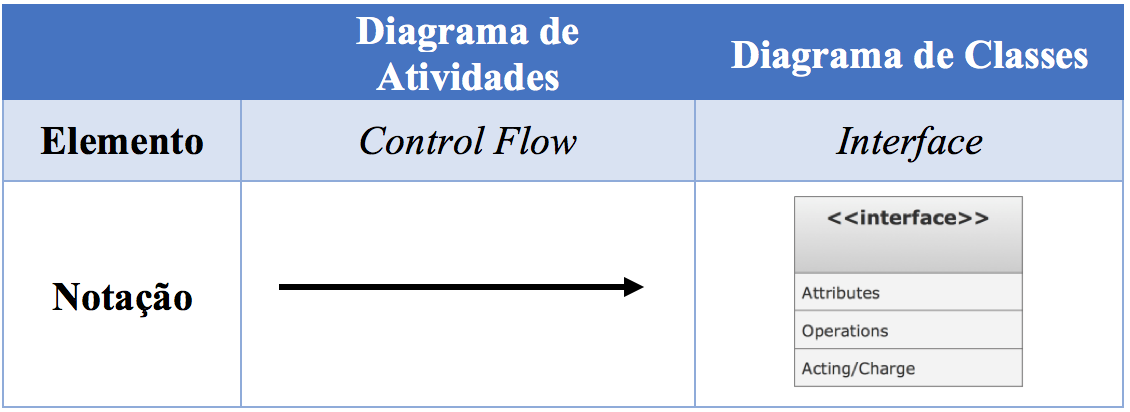 Diagrama de
Atividades
Diagrama de Classes
Elemento
Control Flow
Interface
Notação
<<interface>>
Attributes
Operations
Acting/Charge